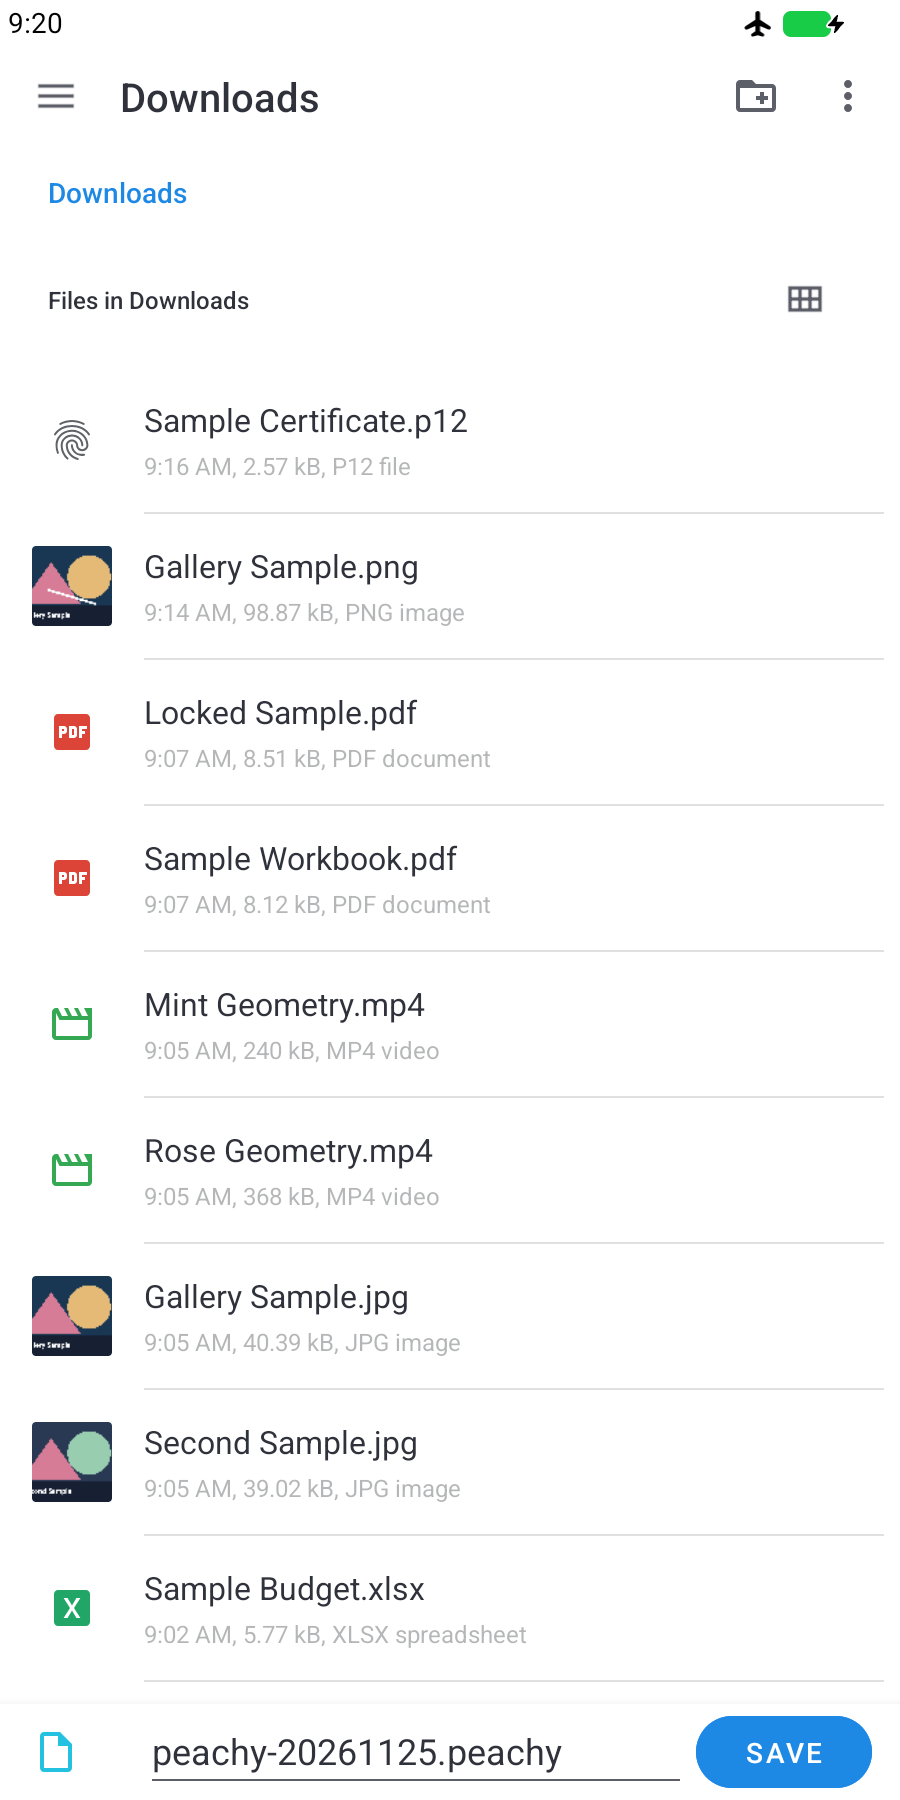 9:20
Downloads
Downloads
Files in Downloads
Sample Certificate.p12
9:16 AM, 2.57 kB, P12 file
Gallery Sample.png
9:14 AM, 98.87 kB, PNG image
Locked Sample.pdf
PDF
9:07 AM, 8.51 kB, PDF document
Sample Workbook.pdf
PDF
9:07 AM, 8.12 kB, PDF document
Mint Geometry.mp4
9:05 AM, 240 kB, MP4 video
Rose Geometry.mp4
9:05 AM, 368 kB, MP4 video
Gallery Sample.jpg
9:05 AM, 40.39 kB, JPG image
Second Sample.jpg
9:05 AM, 39.02 kB, JPG image
Sample Budget.xlsx
X
9:02 AM, 5.77 kB, XLSX spreadsheet
peachy-20261125.peachy
SAVE